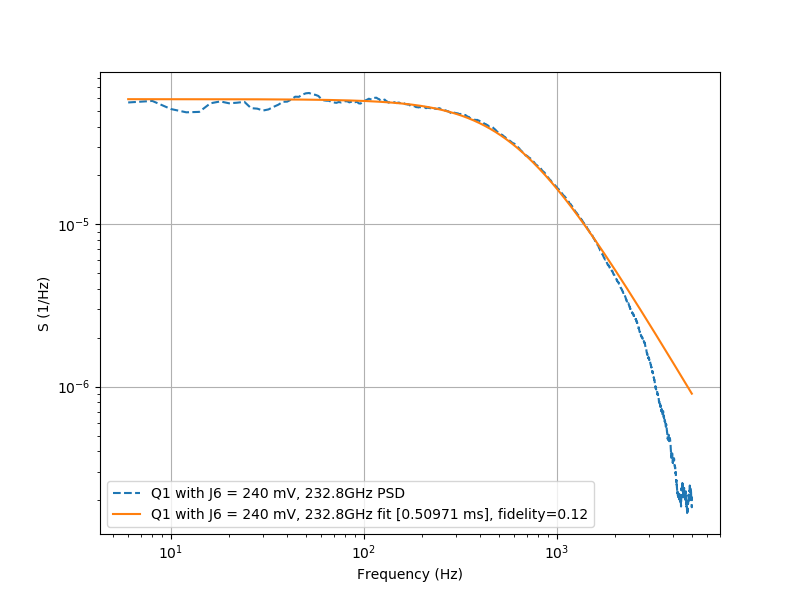 S (1/Hz)
10⁻⁵
10⁻⁶
Q1 with J6 = 240 mV, 232.8GHz PSD
Q1 with J6 = 240 mV, 232.8GHz fit [0.50971 ms], fidelity=0.12
10¹ 10² 10³
Frequency (Hz)